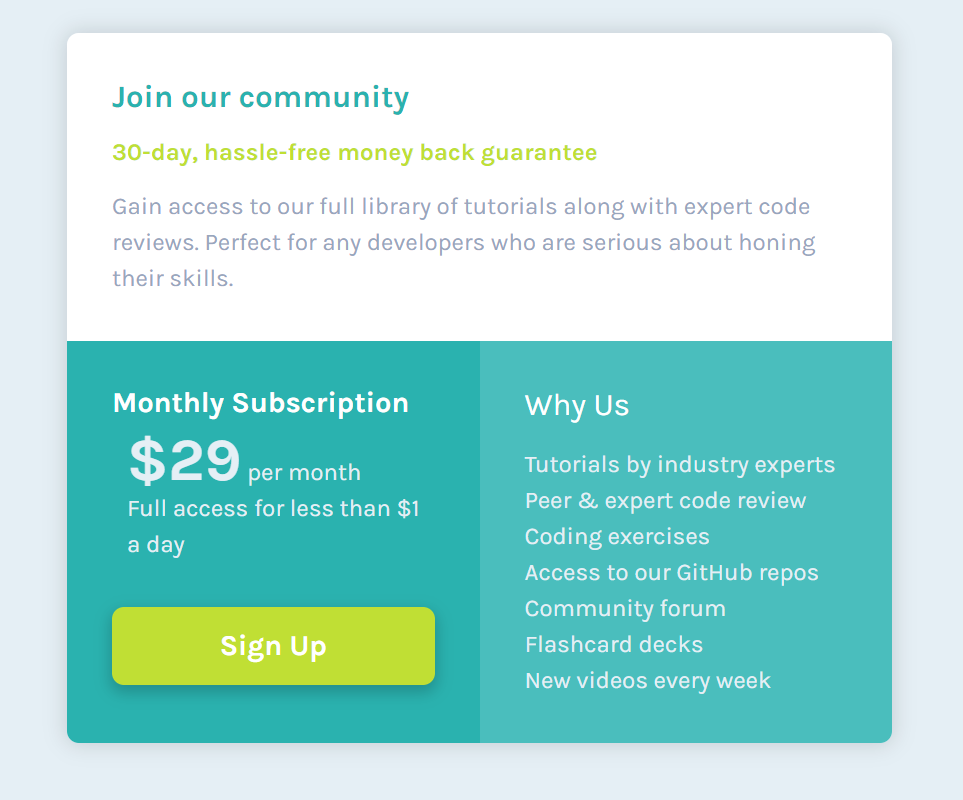 Join our community
30-day, hassle-free money back guarantee
Gain access to our full library of tutorials along with expert code
reviews. Perfect for any developers who are serious about honing
their skills.
Monthly Subscription
$29 per month
Full access for less than $1
a day
Sign Up
Why Us
Tutorials by industry experts
Peer & expert code review
Coding exercises
Access to our GitHub repos
Community forum
Flashcard decks
New videos every week